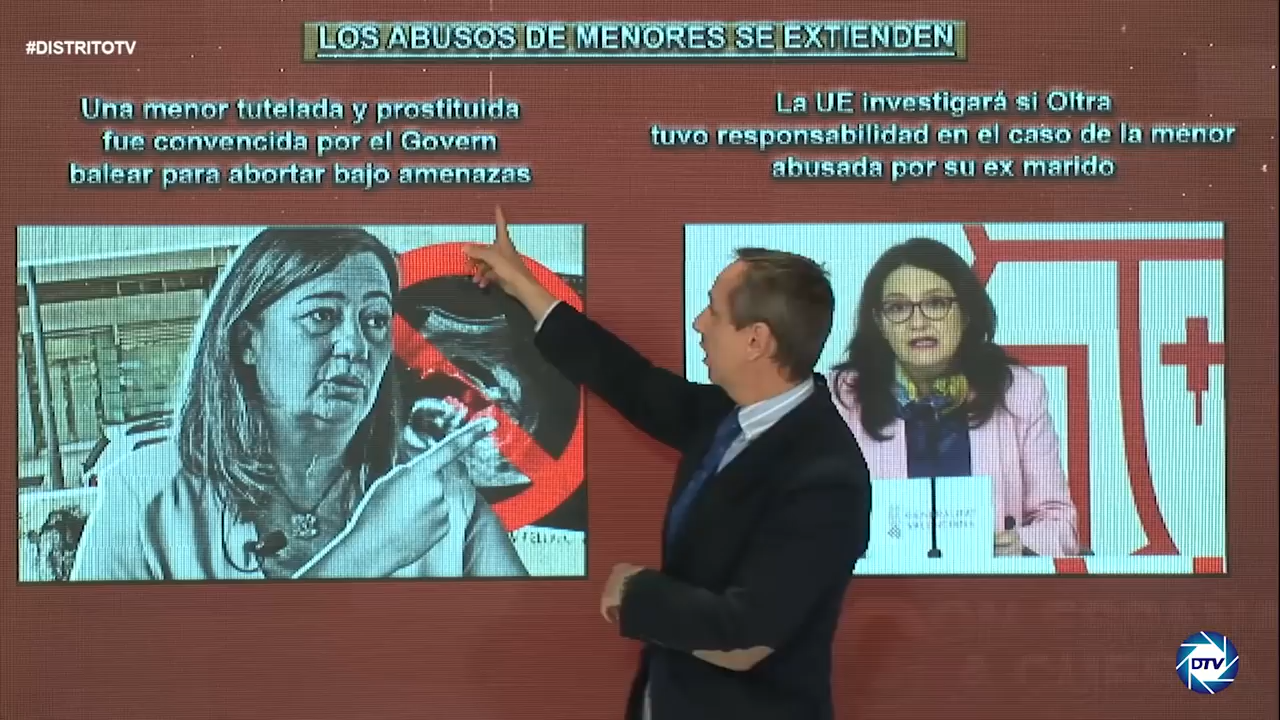 #DISTRITOTV
LOS ABUSOS DE MENORES SE EXTIENDEN
Una menor tutelada y prostituida
fue convencida por el Govern
balear para abortar bajo amenazas
La UE investigará si Oltra
tuvo responsabilidad en el caso de la menor
abusada por su ex marido
GENERALITAT
VALENCIANA
DTV